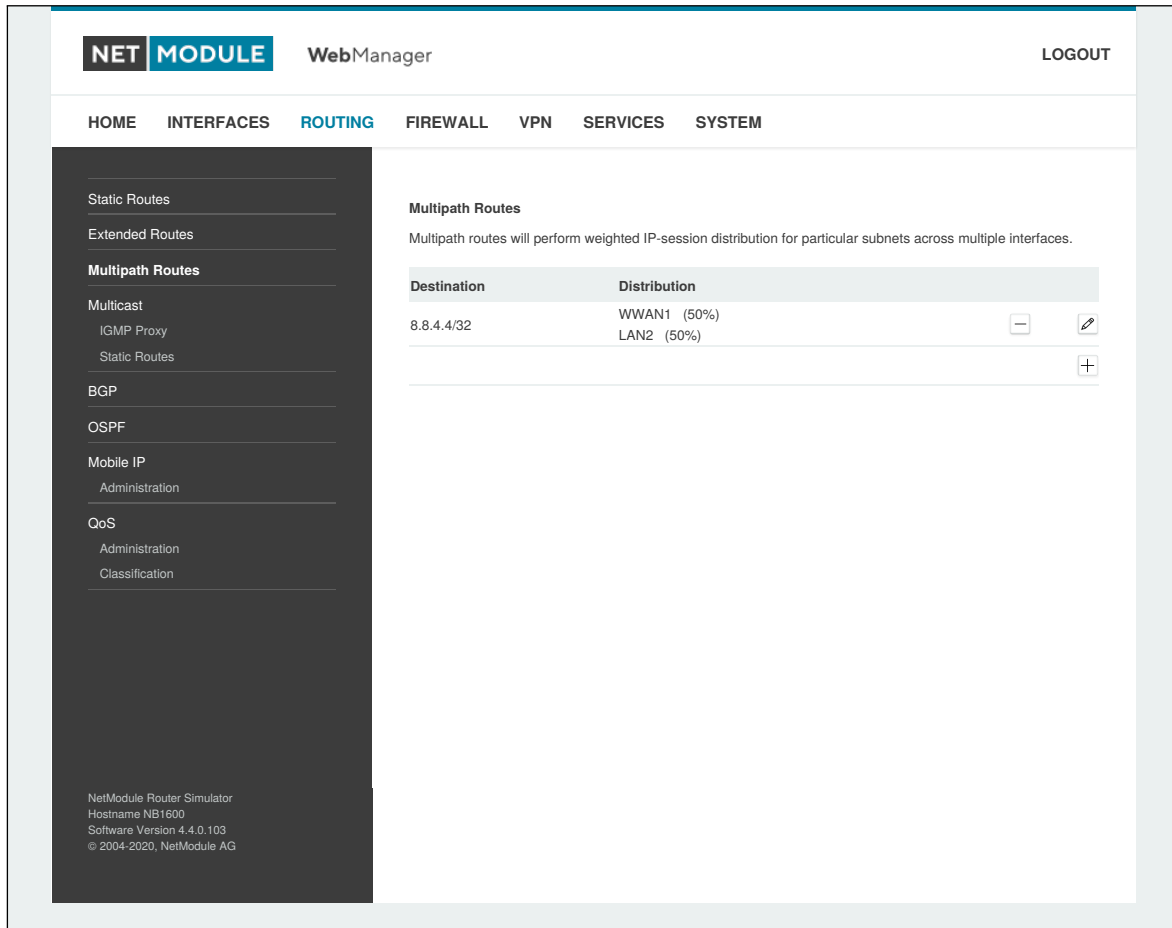 NET MODULE WebManager LOGOUT
HOME INTERFACES ROUTING FIREWALL VPN SERVICES SYSTEM
Static Routes
Extended Routes
Multipath Routes
Multicast
IGMP Proxy
Static Routes
BGP
OSPF
Mobile IP
Administration
QoS
Administration
Classification
NetModule Router Simulator
Hostname NB1600
Software Version 4.4.0.103
© 2004-2020, NetModule AG
Multipath Routes
Multipath routes will perform weighted IP-session distribution for particular subnets across multiple interfaces.
Destination Distribution
8.8.4.4/32 WWAN1 (50%)
LAN2 (50%)